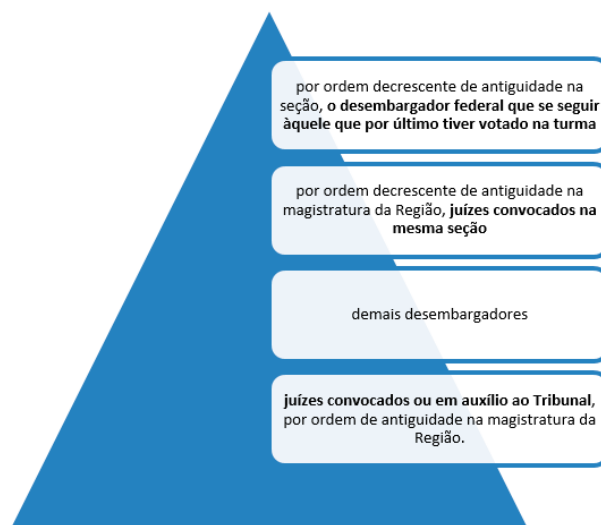 por ordem decrescente de antiguidade na
seção, o desembargador federal que se seguir
àquele que por último tiver votado na turma
por ordem decrescente de antiguidade na
magistratura da Região, juízes convocados na
mesma seção
demais desembargadores
juízes convocados ou em auxílio ao Tribunal,
por ordem de antiguidade na magistratura da
Região.